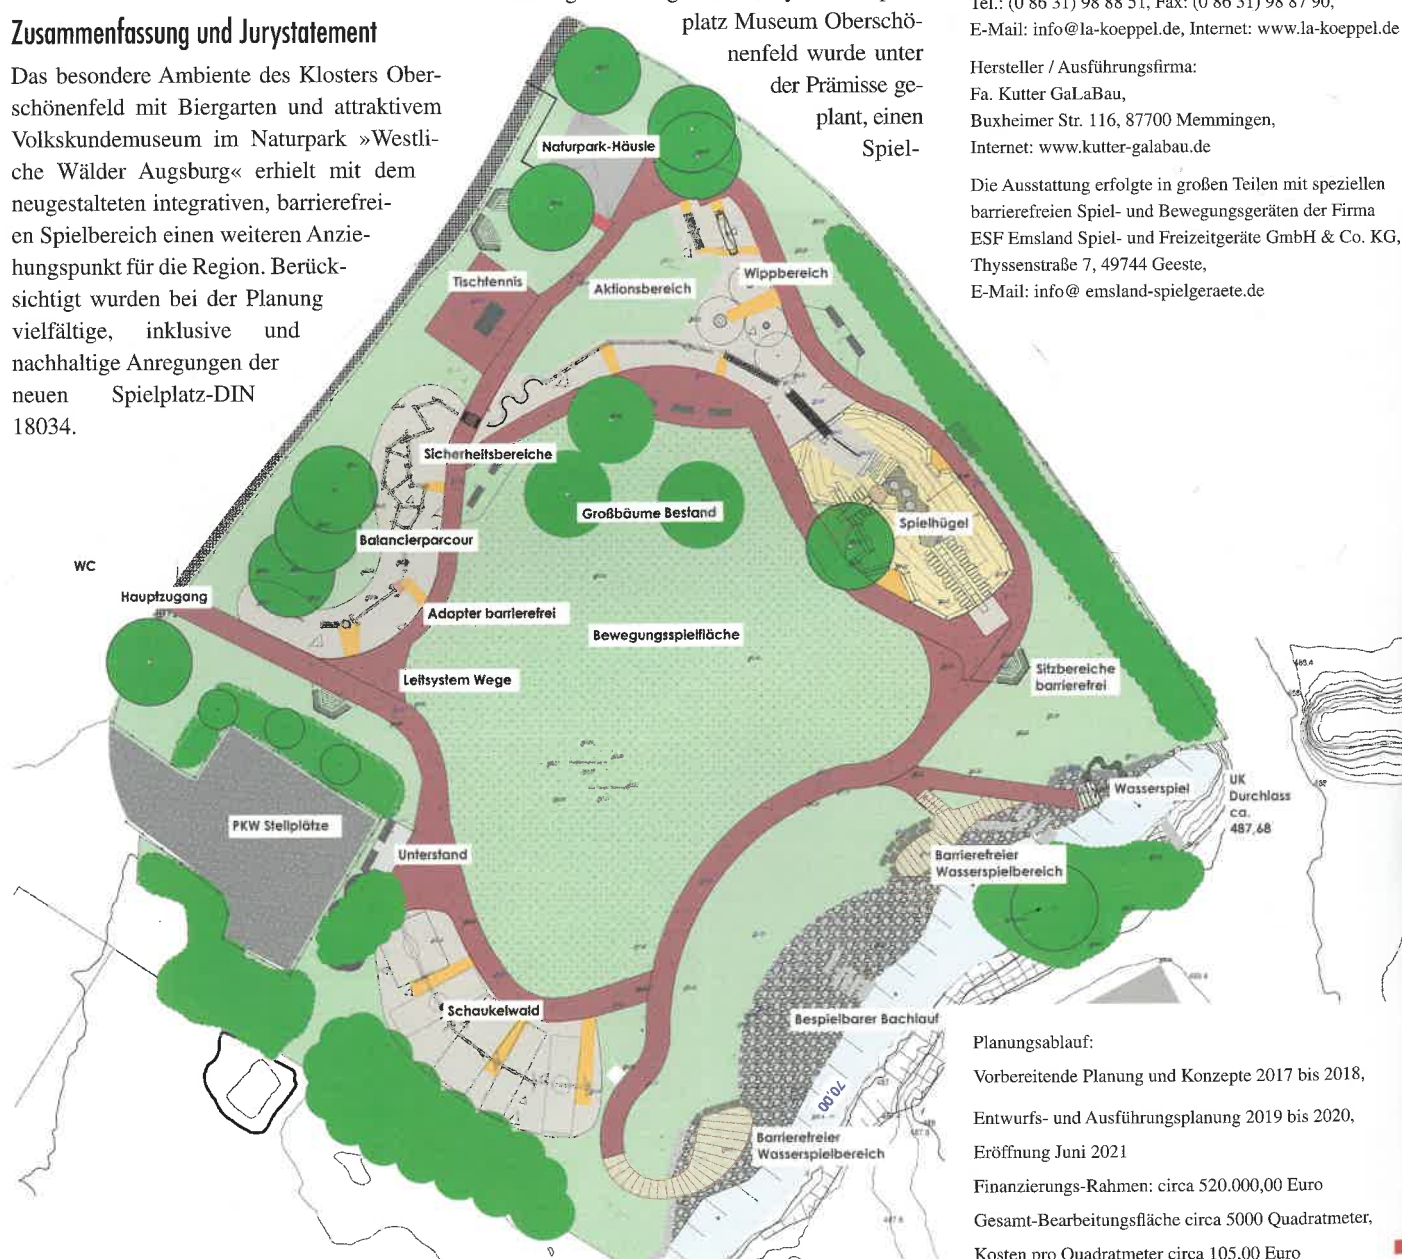 Zusammenfassung und Jurystatement
Das besondere Ambiente des Klosters Ober-
schönenfeld mit Biergarten und attraktivem
Volkskundemuseum im Naturpark »Westli-
che Wälder Augsburg« erhielt mit dem
neugestalteten integrativen, barrierefrei-
en Spielbereich einen weiteren Anzie-
hungspunkt für die Region. Berück-
sichtigt wurden bei der Planung
vielfältige, inklusive und
nachhaltige Anregungen der
neuen Spielplatz-DIN
18034.
platz Museum Oberschö-
nenfeld wurde unter
der Prämisse ge-
plant, einen
Spiel-
Tel.: (0 86 31) 98 88 51, Fax: (0 86 31) 98 87 90,
E-Mail: info@la-koeppel.de, Internet: www.la-koeppel.de
Hersteller / Ausführungsfirma:
Fa. Kutter GaLaBau,
Buxheimer Str. 116, 87700 Memmingen,
Internet: www.kutter-galabau.de
Die Ausstattung erfolgte in großen Teilen mit speziellen
barrierefreien Spiel- und Bewegungsgeräten der Firma
ESF Emsland Spiel- und Freizeitgeräte GmbH & Co. KG,
Thyssenstraße 7, 49744 Geeste,
E-Mail: info@ emsland-spielgeraete.de
Naturpark-Häusle
Tischtennis
Aktionsbereich
Wippbereich
Sicherheitsbereiche
Großbäume Bestand
Spielhügel
Balancierparcour
WC
Hauptzugang
Adapter barrierefrei
Bewegungsspielfläche
Leitsystem Wege
Sitzbereiche
barrierefrei
Wasserspiel
UK
Durchlass
ca.
487,68
PKW Stellplätze
Unterstand
Barrierefreier
Wasserspielbereich
Schaukelwald
Bespielbarer Bachlauf
70,00
Barrierefreier
Wasserspielbereich
Planungsablauf:
Vorbereitende Planung und Konzepte 2017 bis 2018,
Entwurfs- und Ausführungsplanung 2019 bis 2020,
Eröffnung Juni 2021
Finanzierungs-Rahmen: circa 520.000,00 Euro
Gesamt-Bearbeitungsfläche circa 5000 Quadratmeter,
Kosten pro Quadratmeter circa 105,00 Euro